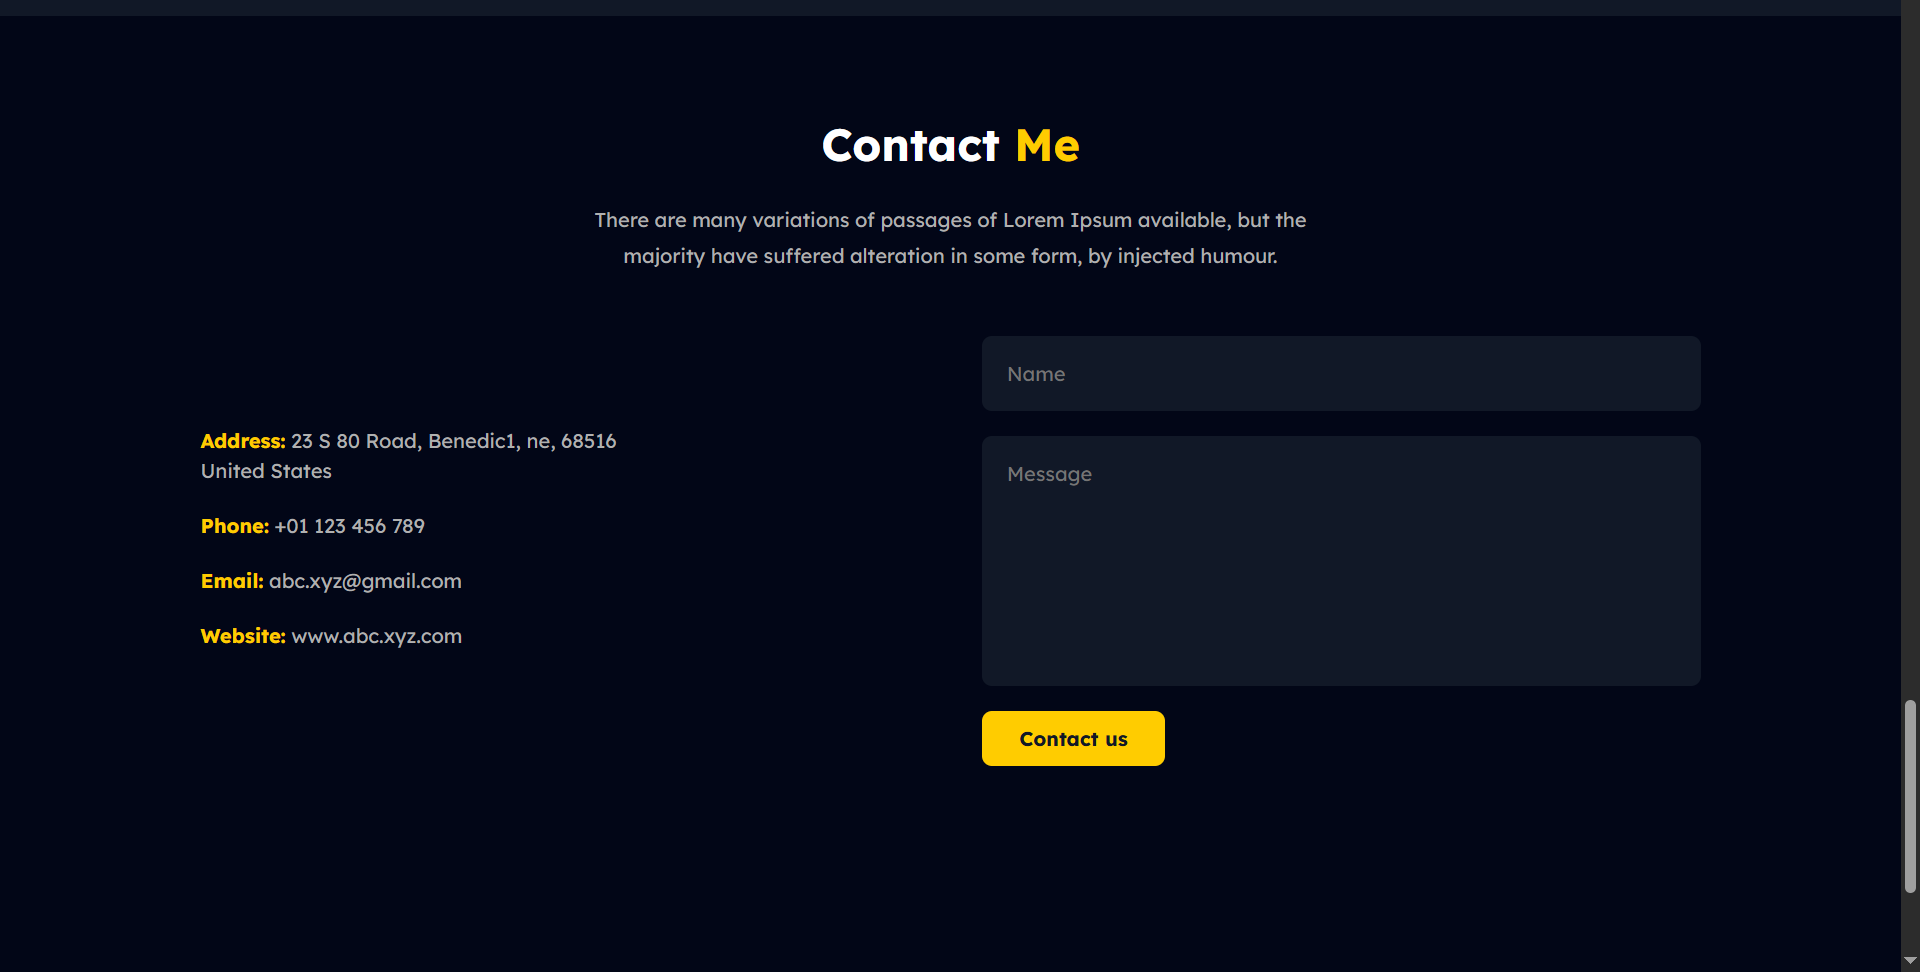 Contact Me
There are many variations of passages of Lorem Ipsum available, but the
majority have suffered alteration in some form, by injected humour.
Address: 23 S 80 Road, Benedic1, ne, 68516
United States
Phone: +01 123 456 789
Email: abc.xyz@gmail.com
Website: www.abc.xyz.com
Name
Message
Contact us